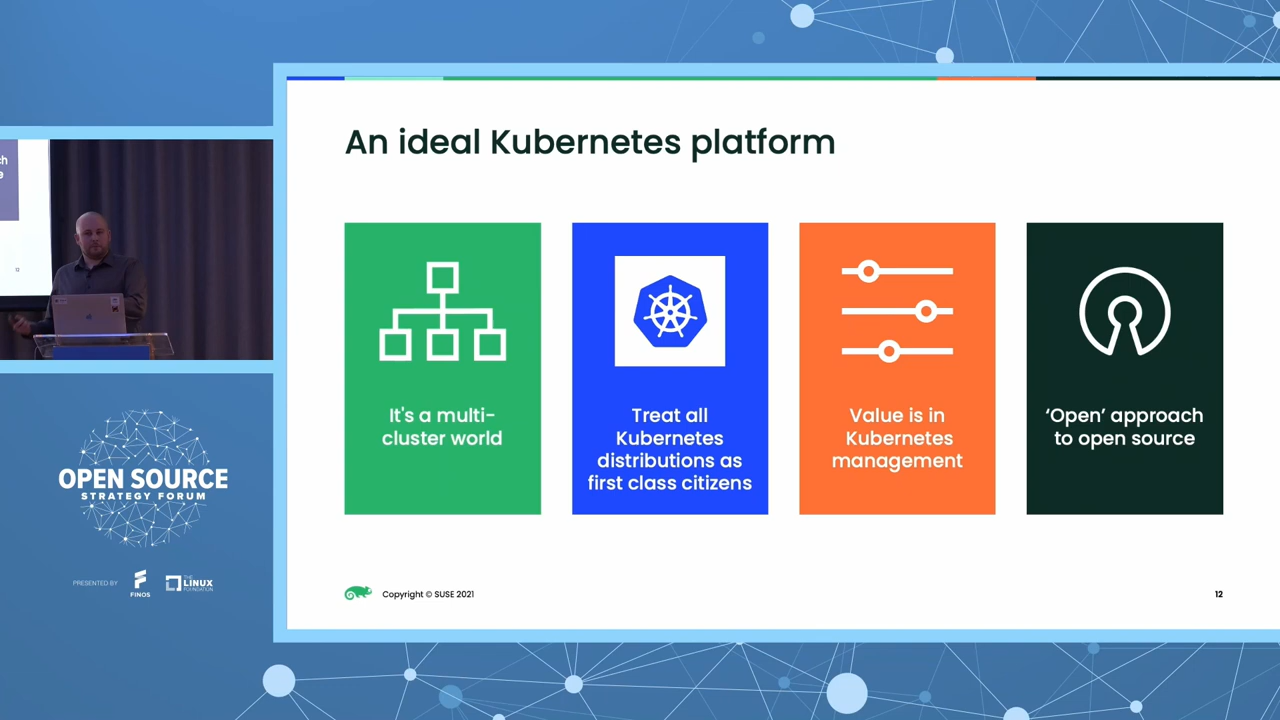 An ideal Kubernetes platform
It's a multi-
cluster world
Treat all
Kubernetes
distributions as
first class citizens
Value is in
Kubernetes
management
‘Open’ approach
to open source
Copyright © SUSE 2021
12
ch
e
12
OPEN SOURCE
STRATEGY FORUM
PRESENTED BY
FINOS
THE
LINUX
FOUNDATION